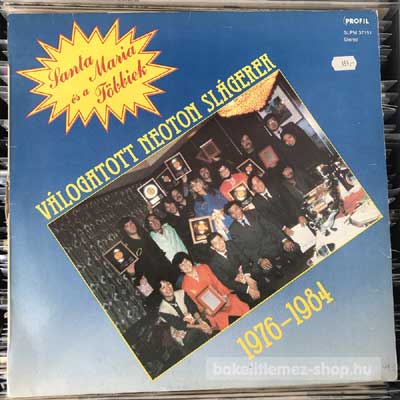 PROFIL
SLPM 37151
Stereo
Santa
Maria
és a
Többiek
VÁLOGATOTT NEOTON SLÁGEREK
1976-1984
bakelitlemez-shop.hu